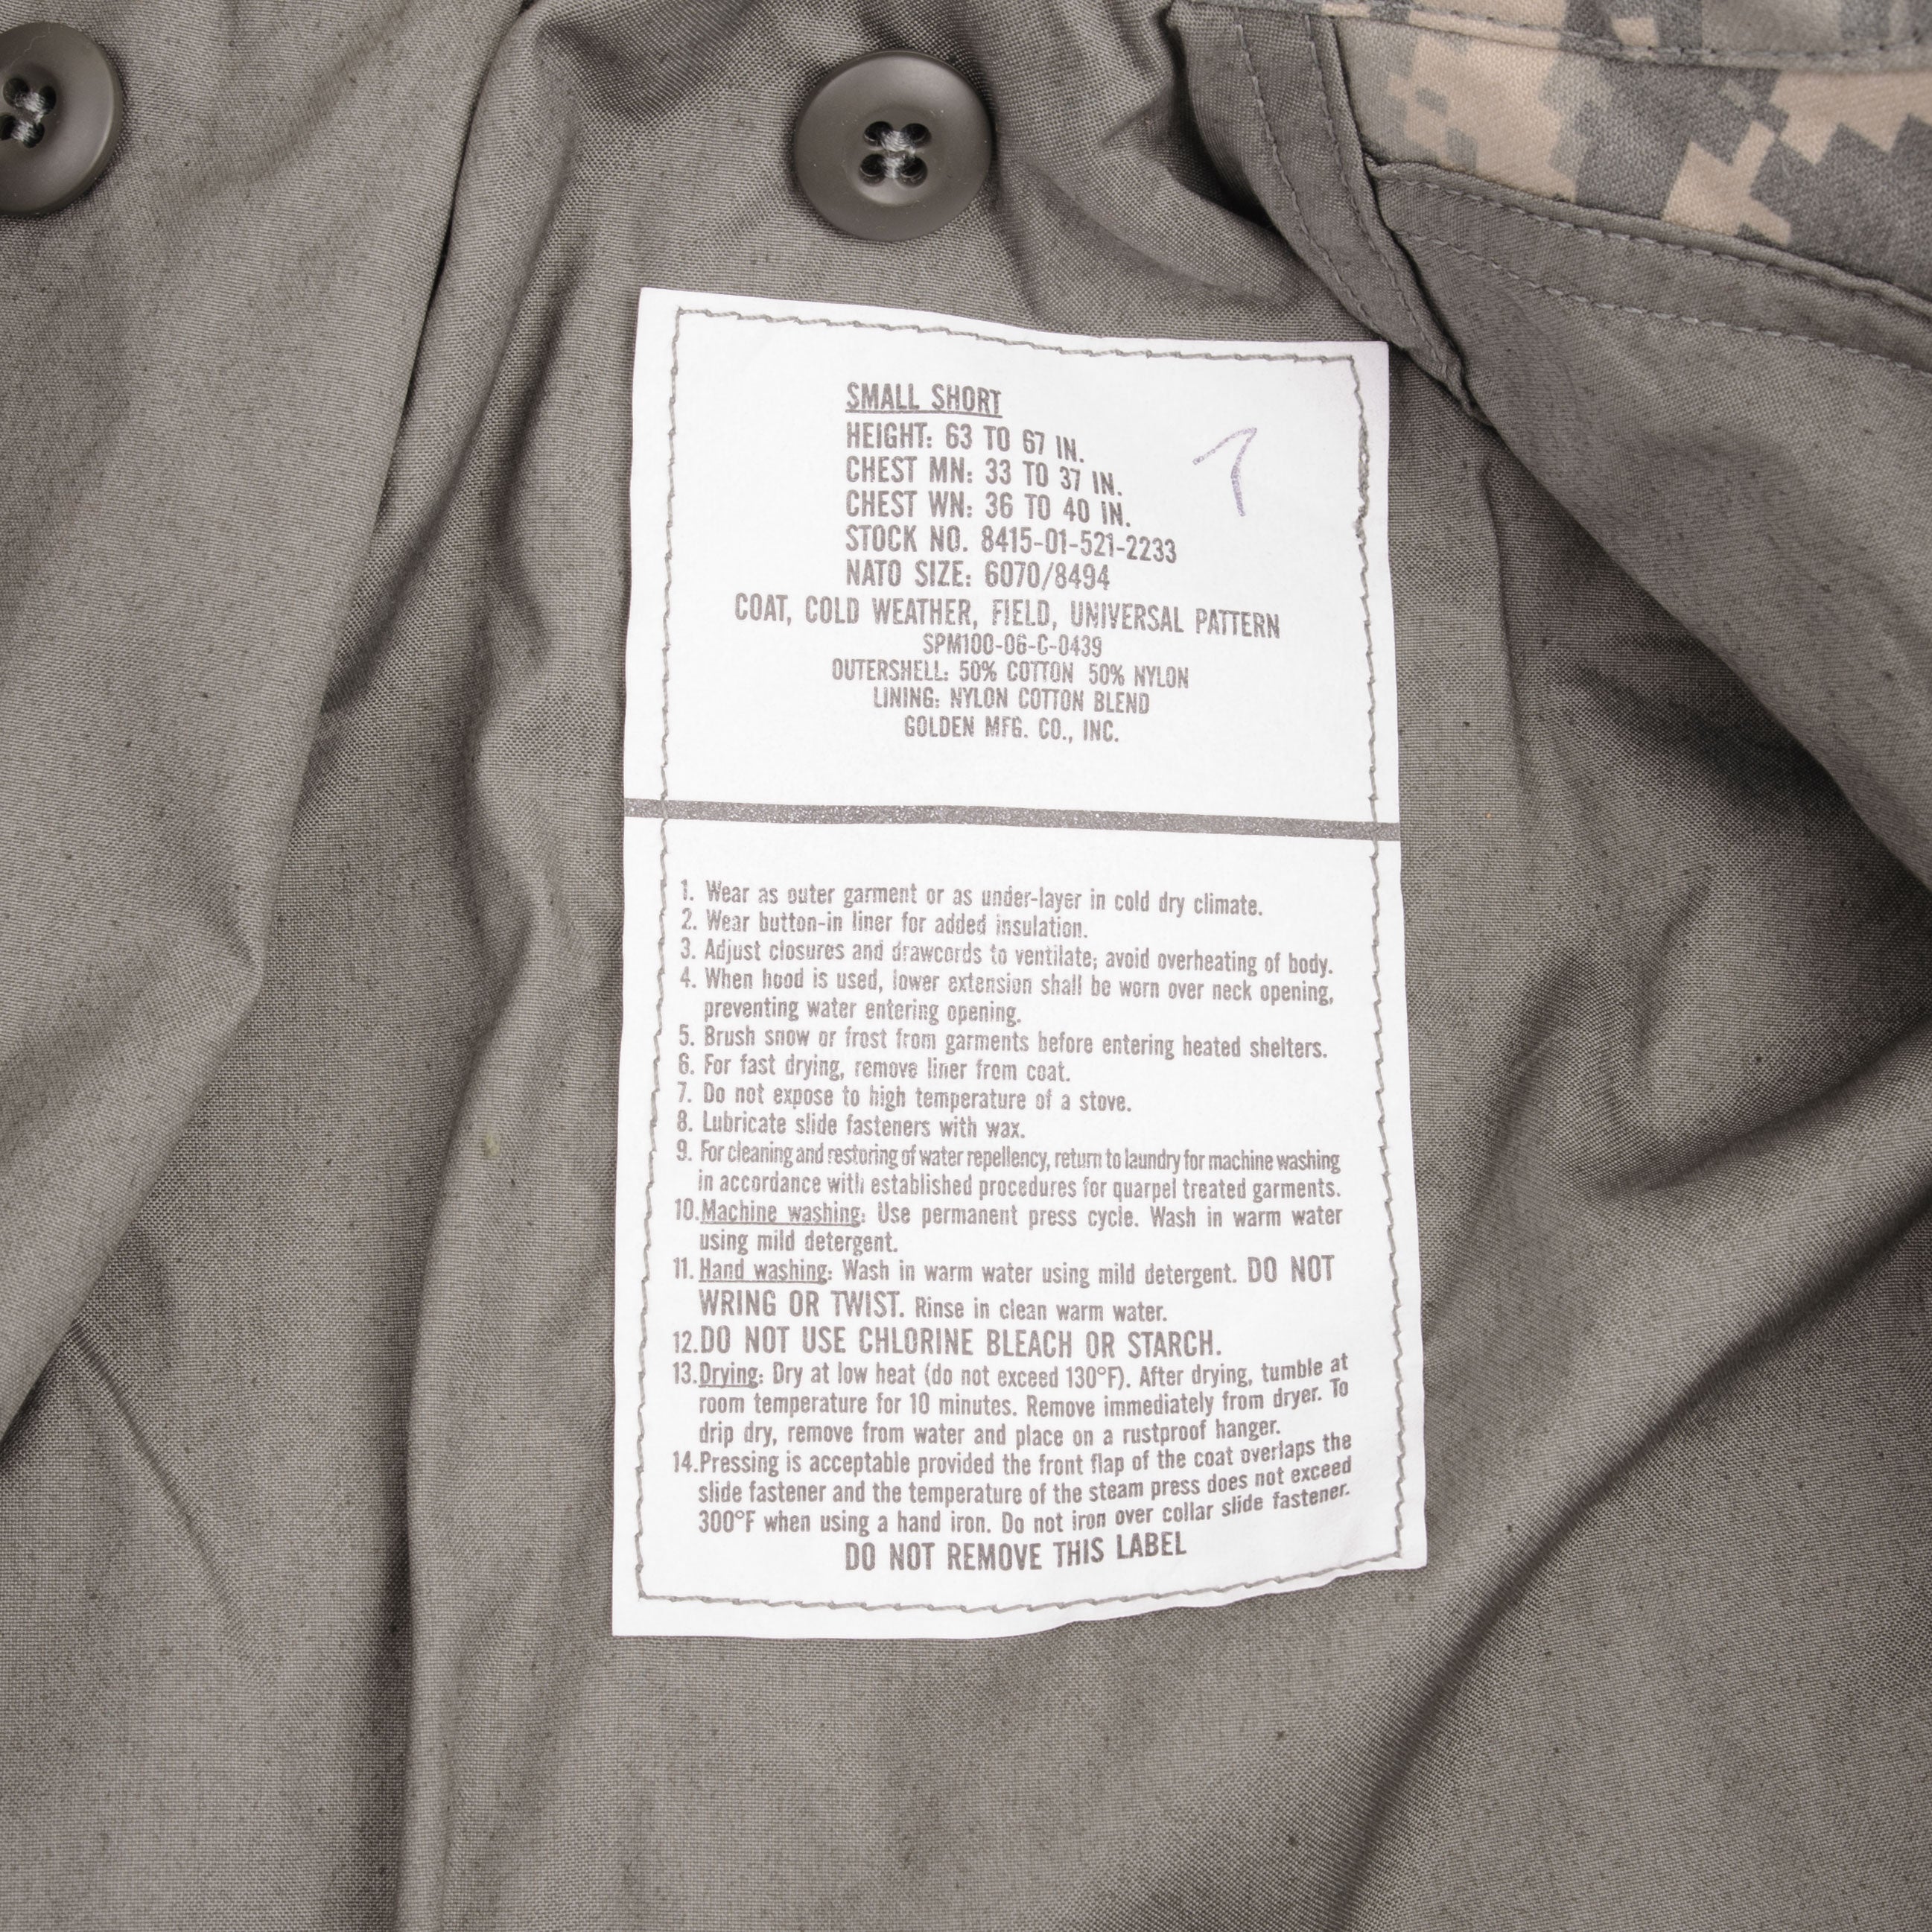 SMALL SHORT
HEIGHT: 63 TO 67 IN.
CHEST MN: 33 TO 37 IN.
CHEST WN: 36 TO 40 IN.
STOCK NO. 8415-01-521-2233
NATO SIZE: 6070/8494
COAT, COLD WEATHER, FIELD, UNIVERSAL PATTERN
SPM100-06-C-0439
OUTERSHELL: 50% COTTON 50% NYLON
LINING: NYLON COTTON BLEND
GOLDEN MFG. CO., INC.
1. Wear as outer garment or as under-layer in cold dry climate.
2. Wear button-in liner for added insulation.
3. Adjust closures and drawcords to ventilate; avoid overheating of body.
4. When hood is used, lower extension shall be worn over neck opening,
preventing water entering opening.
5. Brush snow or frost from garments before entering heated shelters.
6. For fast drying, remove liner from coat.
7. Do not expose to high temperature of a stove.
8. Lubricate slide fasteners with wax.
9. For cleaning and restoring of water repellency, return to laundry for machine washing
in accordance with established procedures for quarpel treated garments.
10. Machine washing: Use permanent press cycle. Wash in warm water
using mild detergent.
11. Hand washing: Wash in warm water using mild detergent. DO NOT
WRING OR TWIST. Rinse in clean warm water.
12. DO NOT USE CHLORINE BLEACH OR STARCH.
13. Drying: Dry at low heat (do not exceed 130°F). After drying, tumble at
room temperature for 10 minutes. Remove immediately from dryer. To
drip dry, remove from water and place on a rustproof hanger.
14. Pressing is acceptable provided the front flap of the coat overlaps the
slide fastener and the temperature of the steam press does not exceed
300°F when using a hand iron. Do not iron over collar slide fastener.
DO NOT REMOVE THIS LABEL